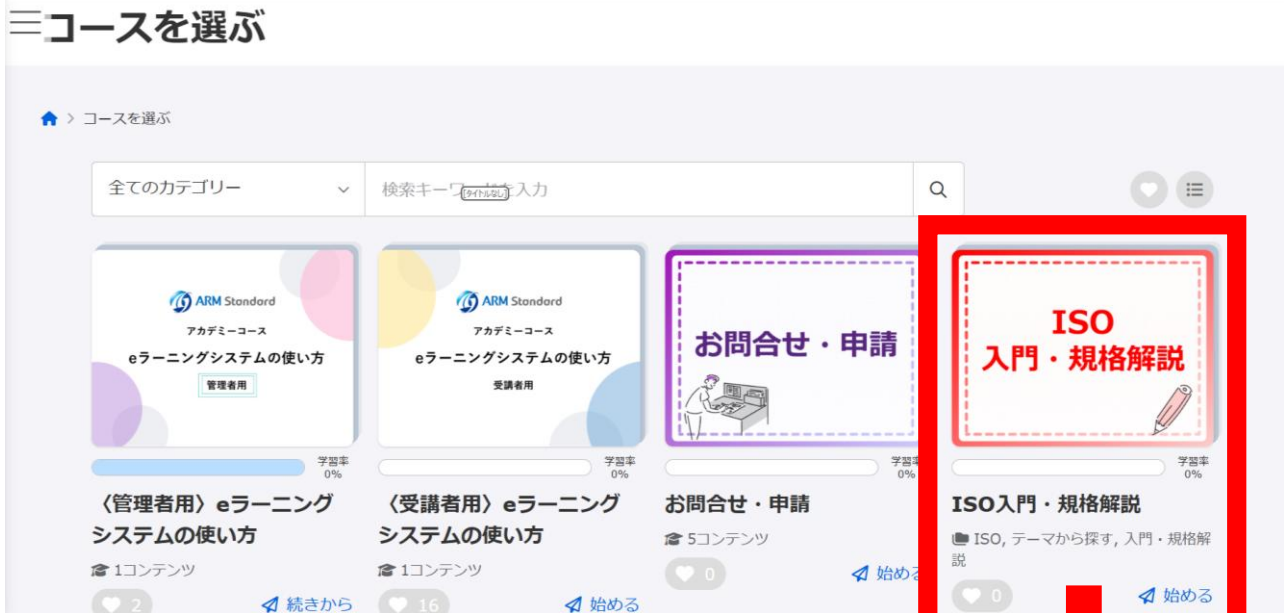 コースを選ぶ
コースを選ぶ
全てのカテゴリー
検索キーワードを入力
[タイトルなし]
ARM Standard
アカデミーコース
eラーニングシステムの使い方
管理者用
ARM Standard
アカデミーコース
eラーニングシステムの使い方
受講者用
お問合せ・申請
ISO
入門・規格解説
学習率
0%
学習率
0%
学習率
0%
学習率
0%
〈管理者用〉eラーニング
システムの使い方
1コンテンツ
2
続きから
〈受講者用〉eラーニング
システムの使い方
1コンテンツ
16
始める
お問合せ・申請
5コンテンツ
0
始める
ISO入門・規格解説
ISO, テーマから探す, 入門・規格解
説
0
始める